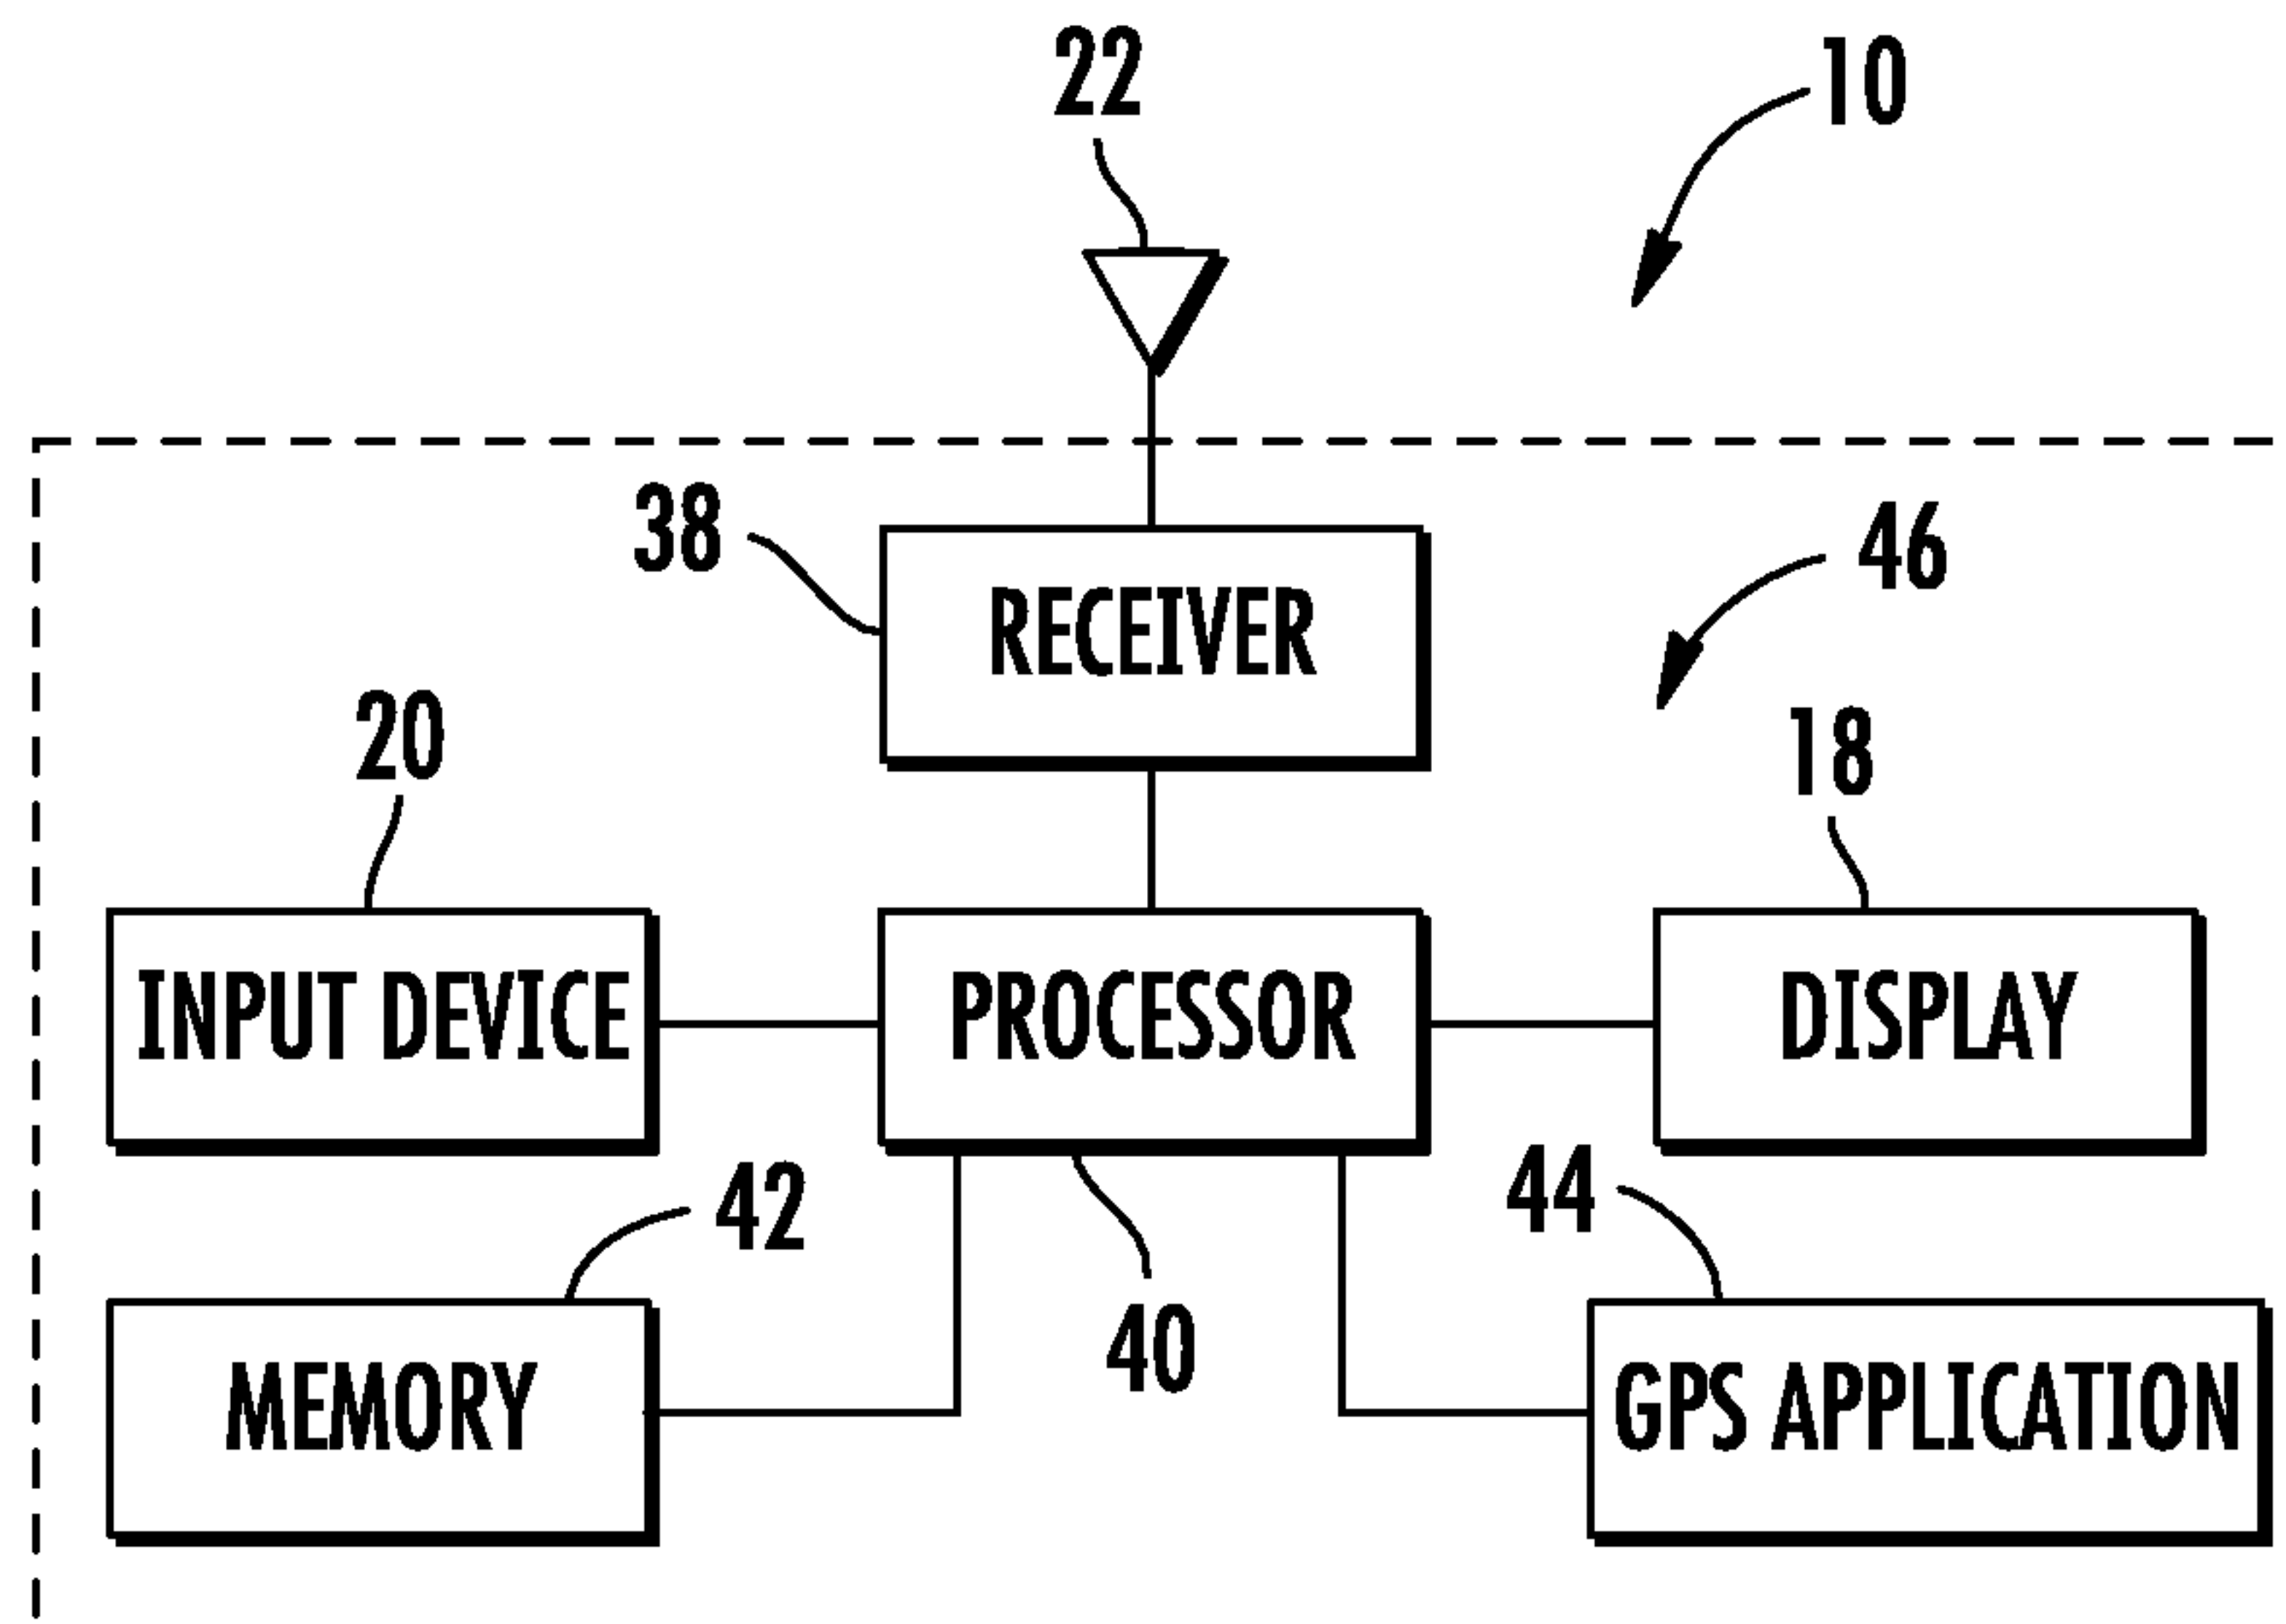 22
10
38
RECEIVER
46
20
18
INPUT DEVICE
PROCESSOR
DISPLAY
42
44
40
MEMORY
GPS APPLICATION